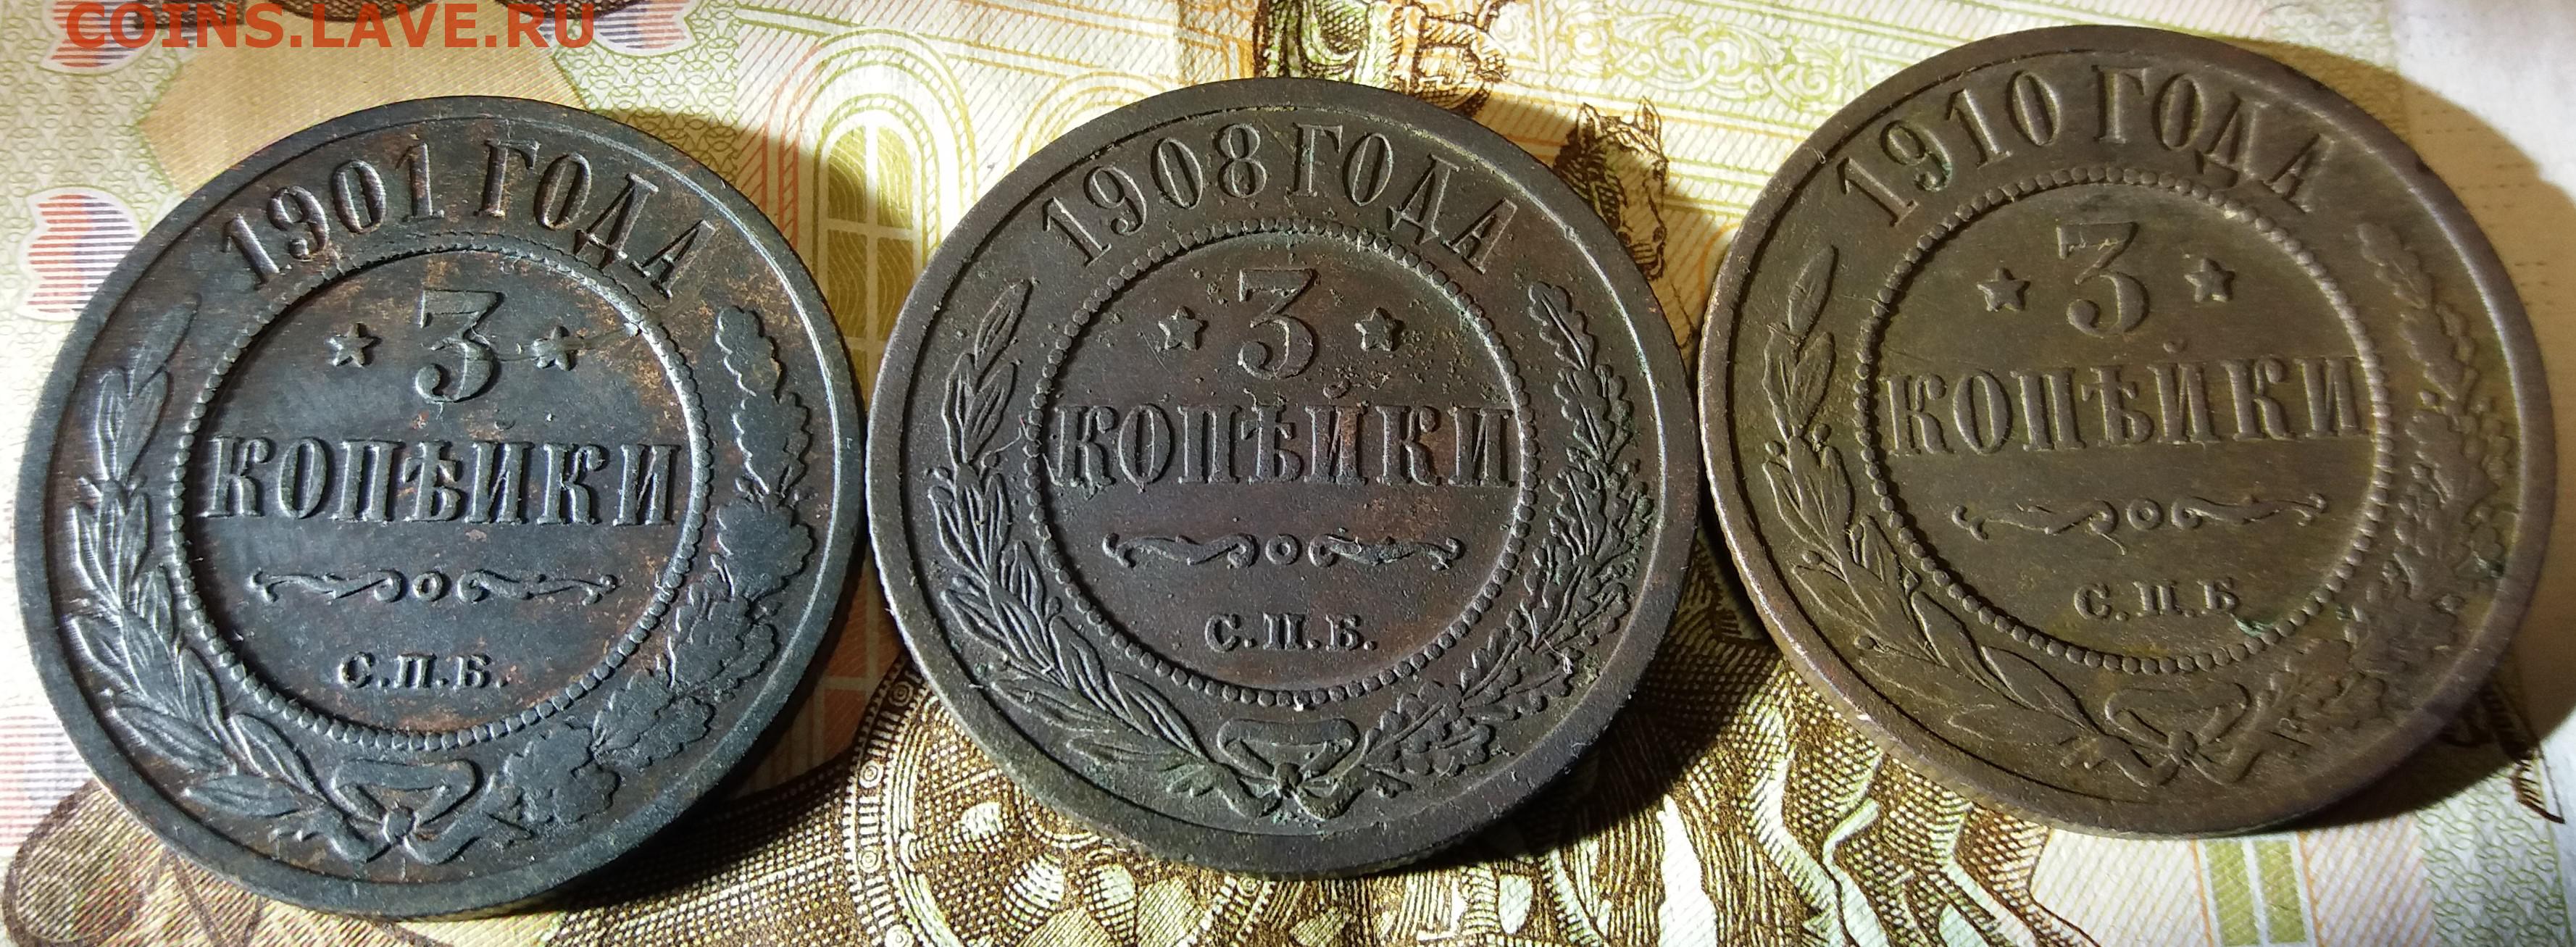 COINS.LAVE.RU
1901 ГОДА
3
КОПѢЙКИ
С.П.Б.
1908 ГОДА
3
КОПѢЙКИ
С.П.Б.
1910 ГОДА
3
КОПѢЙКИ
С.П.Б